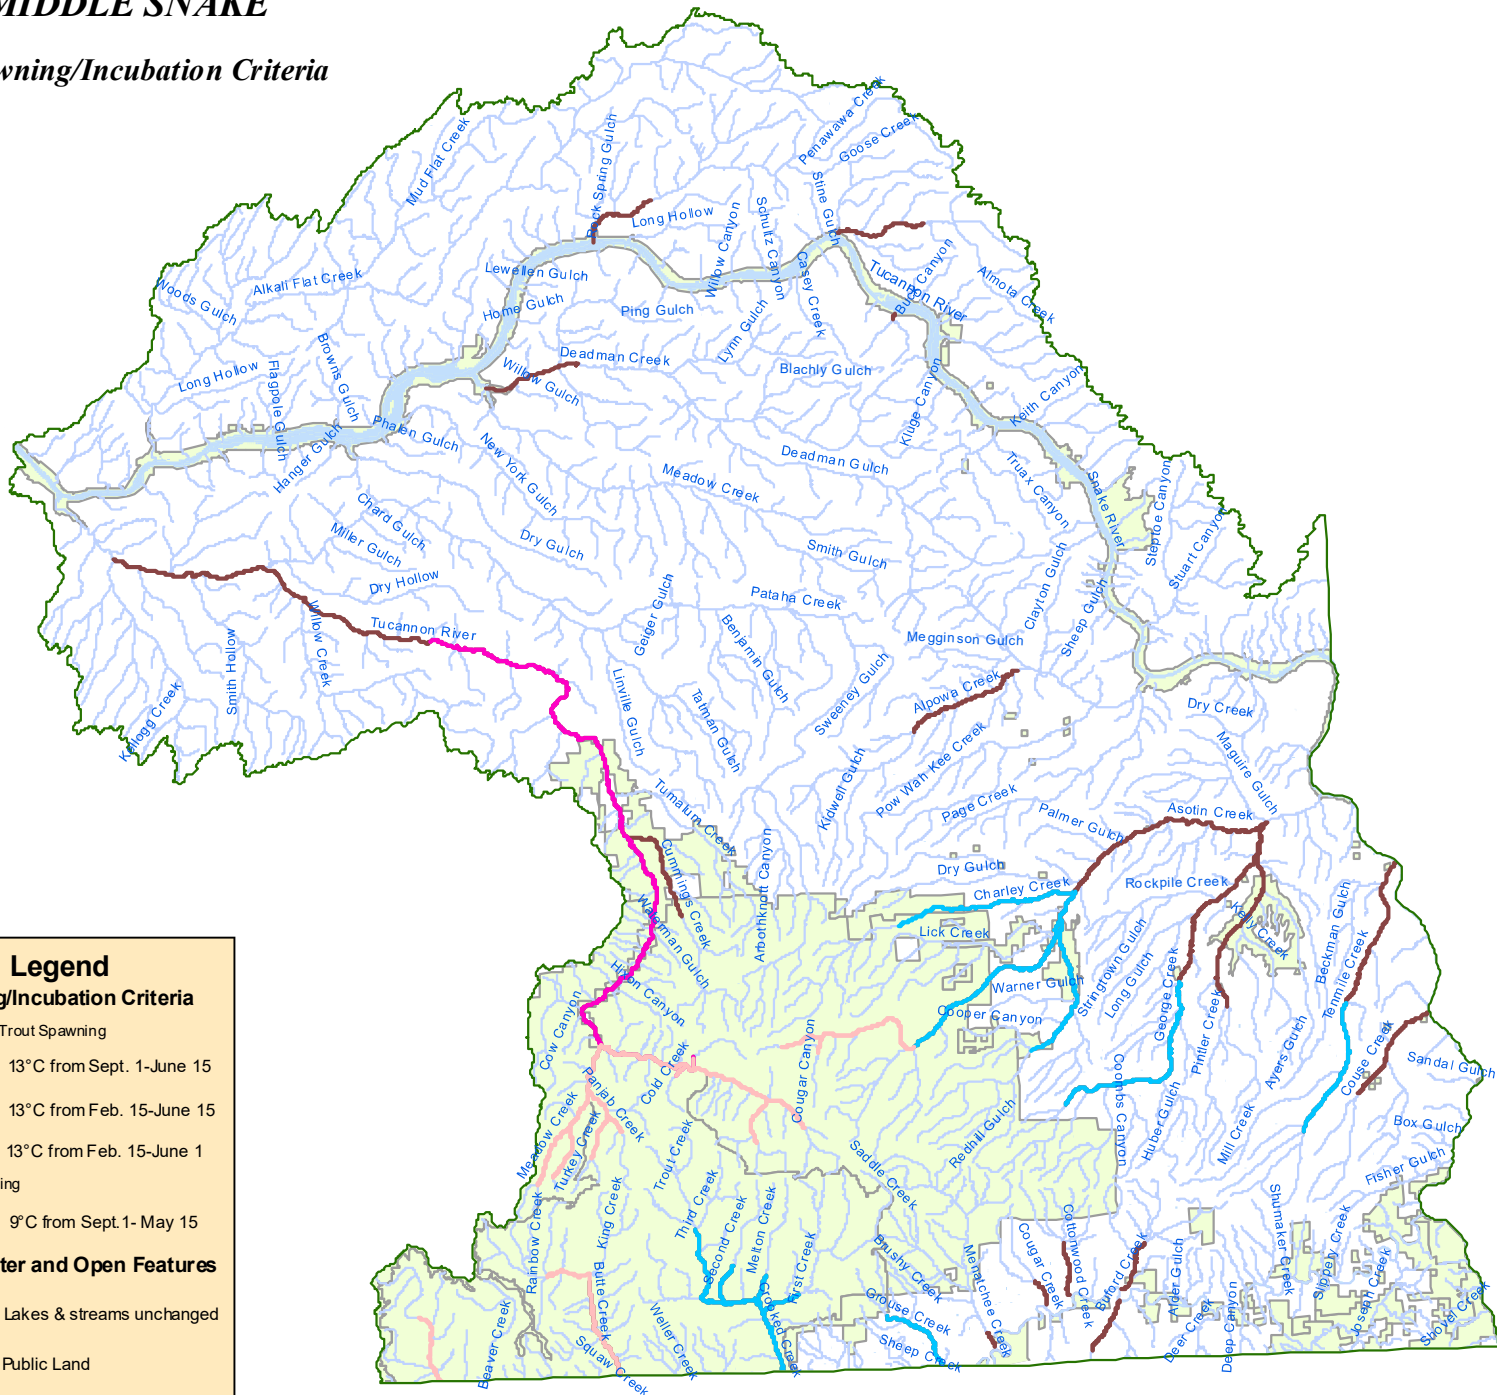 MIDDLE SNAKE
wning/Incubation Criteria
Penawawa Creek
Goose Creek
Mud Flat Creek
Spring Gulch
Stine Gulch
Long Hollow
Willow Canyon
Schultz Canyon
Casey Creek
Tucannon River
Canyon
Almota Creek
Lewellen Gulch
Alkali Flat Creek
Woods Gulch
Home Gulch
Ping Gulch
Lynn Gulch
Browns Gulch
Deadman Creek
Willow Gulch
Blachly Gulch
Long Hollow
Flagpole Gulch
Kluge Canyon
Keith Canyon
Phalen Gulch
Hanger Gulch
New York Gulch
Deadman Gulch
Meadow Creek
Truax Canyon
Snake River
Steptoe Canyon
Stuart Canyon
Chard Gulch
Miller Gulch
Dry Gulch
Smith Gulch
Clayton Gulch
Sheep Gulch
Dry Hollow
Geiger Gulch
Pataha Creek
Benjamin Gulch
Megginson Gulch
Tucannon River
Willow Creek
Smith Hollow
Kellogg Creek
Linville Gulch
Tatman Gulch
Sweeney Gulch
Alpowa Creek
Dry Creek
Maguire Gulch
Pow Wah Kee Creek
Kidwell Gulch
Page Creek
Tumalum Creek
Palmer Gulch
Asotin Creek
Cummings Creek
Arbothknott Canyon
Dry Gulch
Charley Creek
Rockpile Creek
Lick Creek
Kelly Creek
Beckman Gulch
Tenmile Creek
Waterman Gulch
Hixon Canyon
Stringtown Gulch
Long Gulch
George Creek
Warner Gulch
Cooper Canyon
Pintler Creek
Cow Canyon
Cougar Canyon
Cold Creek
Ayers Gulch
Couse Creek
Sandal Gulch
Panjab Creek
Meadow Creek
Turkey Creek
Trout Creek
Coombs Canyon
Huber Gulch
Mill Creek
Redhill Gulch
Box Gulch
Fisher Gulch
Saddle Creek
Third Creek
Second Creek
Melton Creek
First Creek
Rainbow Creek
King Creek
Butte Creek
Brushy Creek
Menatchee Creek
Cougar Creek
Cottonwood Creek
Buford Creek
Alder Gulch
Shumaker Creek
Slippery Creek
Joseph Creek
Shovel Creek
Crooked Creek
Grouse Creek
Sheep Creek
Deer Creek
Deep Canyon
Beaver Creek
Squaw Creek
Weller Creek
Legend
g/Incubation Criteria
Trout Spawning
13°C from Sept. 1-June 15
13°C from Feb. 15-June 15
13°C from Feb. 15-June 1
ing
9°C from Sept.1- May 15
ter and Open Features
Lakes & streams unchanged
Public Land